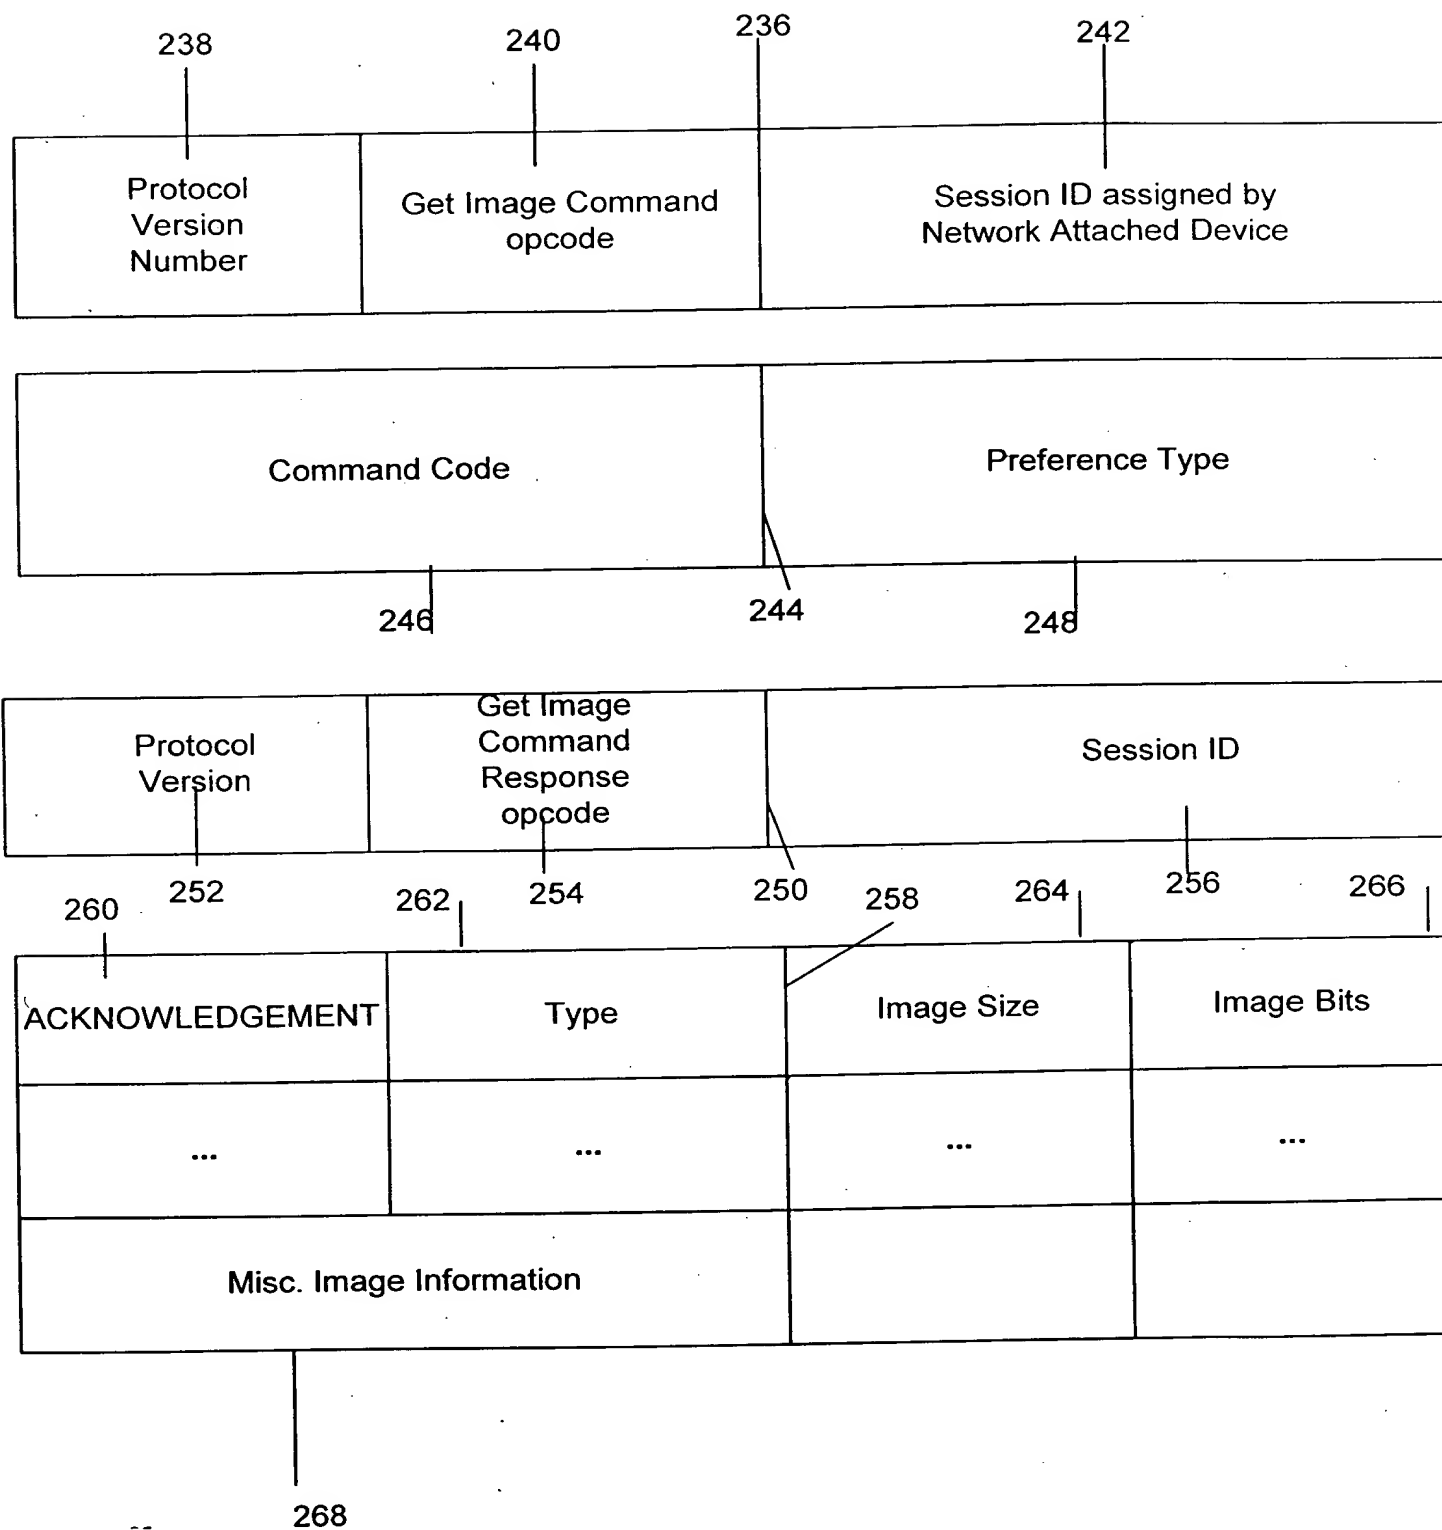 238 240 236 242
Protocol
Version
Number
Get Image Command
opcode
Session ID assigned by
Network Attached Device
Command Code
Preference Type
246 244 248
Protocol
Version
Get Image
Command
Response
opcode
Session ID
252 254 250 256
260 262 258 264 266
ACKNOWLEDGEMENT Type Image Size Image Bits
... ... ... ...
Misc. Image Information
268